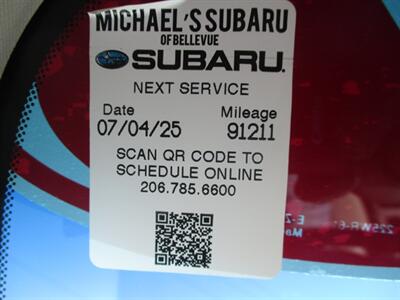 MICHAEL'S SUBARU
OF BELLEVUE
SUBARU.
NEXT SERVICE
Date Mileage
07/04/25 91211
SCAN QR CODE TO
SCHEDULE ONLINE
206.785.6600